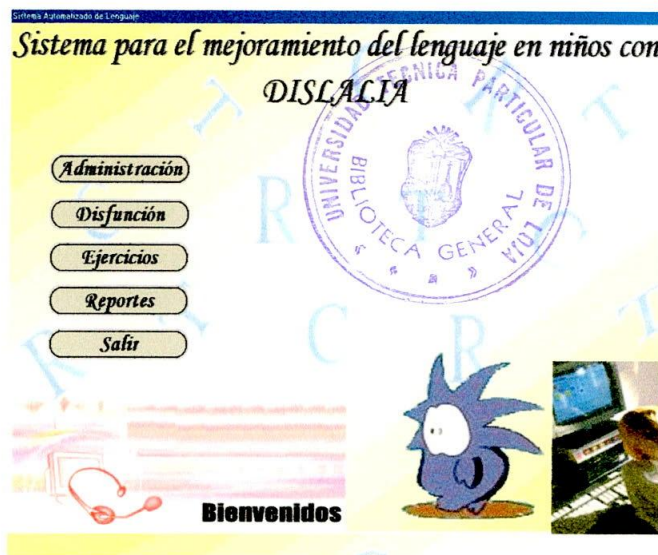 Sistema Automatizado de Lenguaje
Sistema para el mejoramiento del lenguaje en niños con
DISLALIA
UNIVERSIDAD TECNICA PARTICULAR DE LOJA
BIBLIOTECA GENERAL
Administración
Disfunción
Ejercicios
Reportes
Salir
Bienvenidos